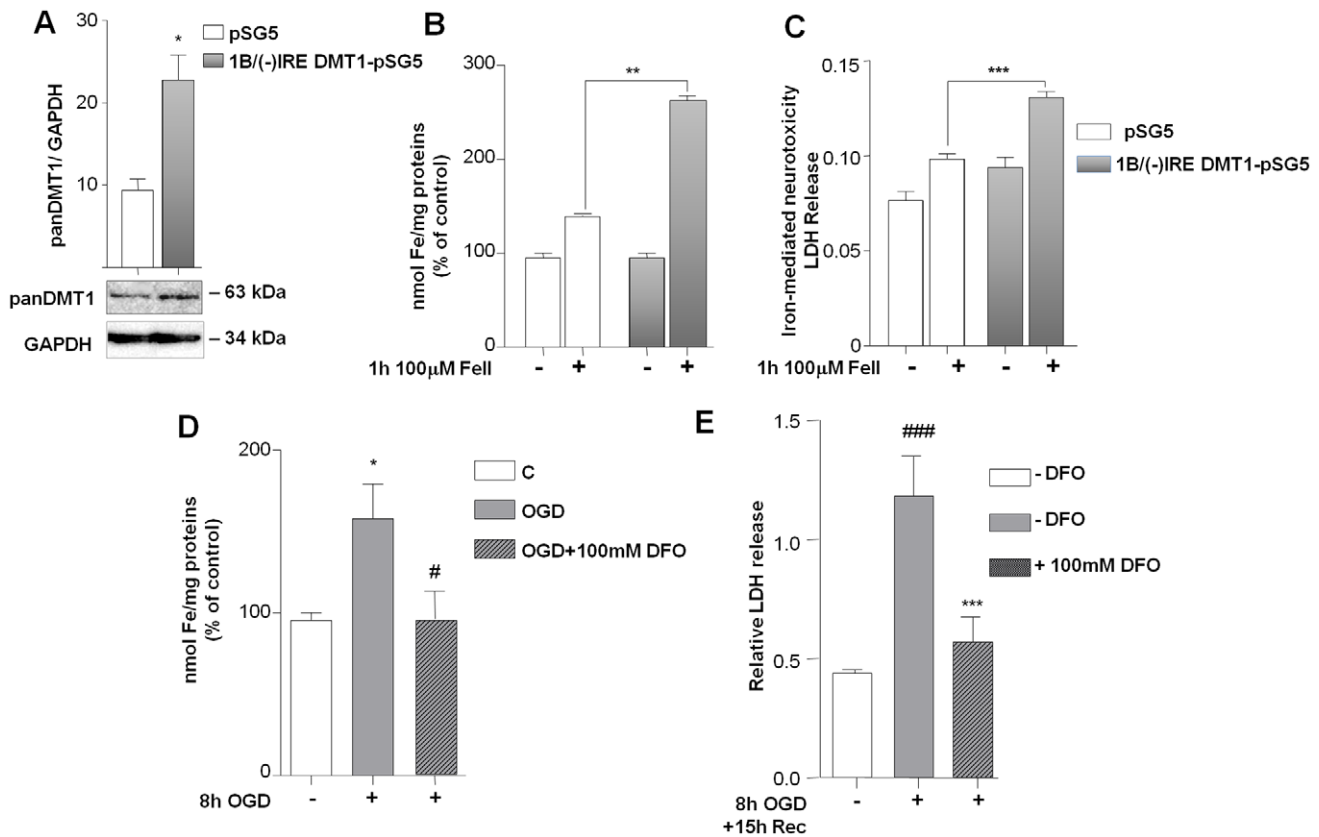 A
30
20
10
panDMT1/ GAPDH
*
pSG5
1B/(-)IRE DMT1-pSG5
panDMT1
– 63 kDa
GAPDH
– 34 kDa
B
300
200
100
0
nmol Fe/mg proteins
(% of control)
**
1h 100μM FeII
- + - +
C
0.15
0.10
0.05
0
Iron-mediated neurotoxicity
LDH Release
***
pSG5
1B/(-)IRE DMT1-pSG5
1h 100μM FeII
- + - +
D
200
100
0
nmol Fe/mg proteins
(% of control)
*
#
C
OGD
OGD+100mM DFO
8h OGD
- + +
E
1.5
1.0
0.5
0.0
Relative LDH release
###
***
- DFO
- DFO
+ 100mM DFO
8h OGD
+15h Rec
- + +